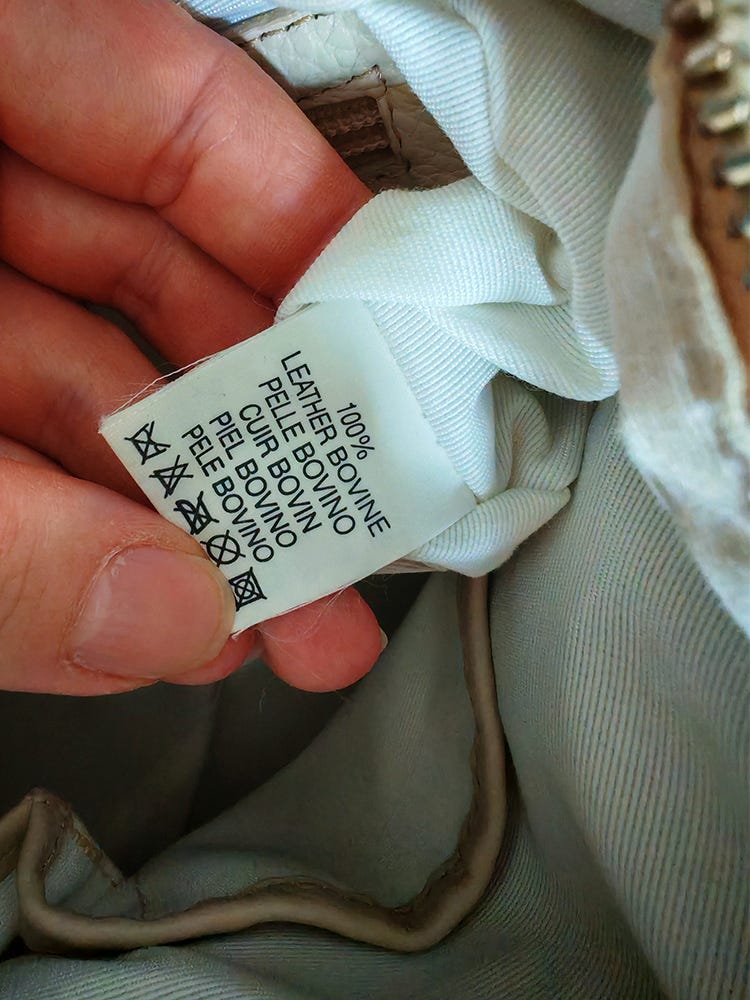 100%
LEATHER BOVINE
PELLE BOVINO
CUIR BOVIN
PIEL BOVINO
PELE BOVINO